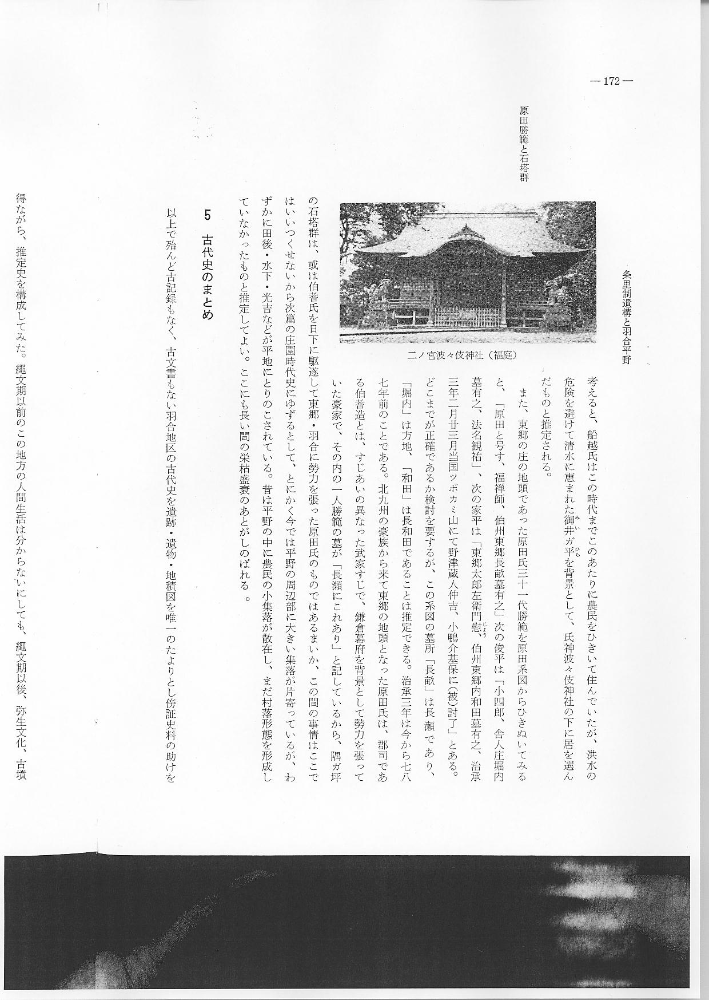 — 172 —
条里制遺構と羽合平野
考えると、船越氏はこの時代までこのあたりに農民をひきいて住んでいたが、洪水の
危険を避けて清水に恵まれた御井ガ平を背景として、氏神波々伎神社の下に居を選ん
だものと推定される。
原田勝範と石塔群
また、東郷の庄の地頭であった原田氏三十一代勝範を原田系図からひきぬいてみる
と、「原田と号す、福禅師、伯州東郷長畝墓有之」次の俊平は「小四郎、舎人庄堀内
墓有之、法名観祐」、次の家平は「東郷太郎左衛門慰、伯州東郷内和田墓有之、治承
三年二月廿三月当国ツボカミ山にて野津蔵人仲吉、小鴨介基保に(被)討了」とある。
どこまでが正確であるか検討を要するが、この系図の墓所「長畝」は長瀬であり、
「堀内」は方地、「和田」は長和田であることは推定できる。治承三年は今から七八
七年前のことである。北九州の豪族から来て東郷の地頭となった原田氏は、郡司であ
る伯耆造とは、すじあいの異なった武家すじで、鎌倉幕府を背景として勢力を張って
いた豪家で、その内の一人勝範の墓が「長瀬にこれあり」と記しているから、隅ガ坪
の石塔群は、或は伯耆氏を日下に駆逐して東郷・羽合に勢力を張った原田氏のものではあるまいか、この間の事情はここで
はいいつくせないから次篇の庄園時代史にゆずるとして、とにかく今では平野の周辺部に大きい集落が片寄っているが、わ
ずかに田後・水下・光吉などが平地にとりのこされている。昔は平野の中に農民の小集落が散在し、まだ村落形態を形成し
ていなかったものと推定してよい。ここにも長い間の栄枯盛衰のあとがしのばれる。
二ノ宮波々伎神社（福庭）
5 古代史のまとめ
以上で殆んど古記録もなく、古文書もない羽合地区の古代史を遺跡・遺物・地積図を唯一のたよりとし傍証史料の助けを
得ながら、推定史を構成してみた。縄文期以前のこの地方の人間生活は分からないにしても、縄文期以後、弥生文化、古墳